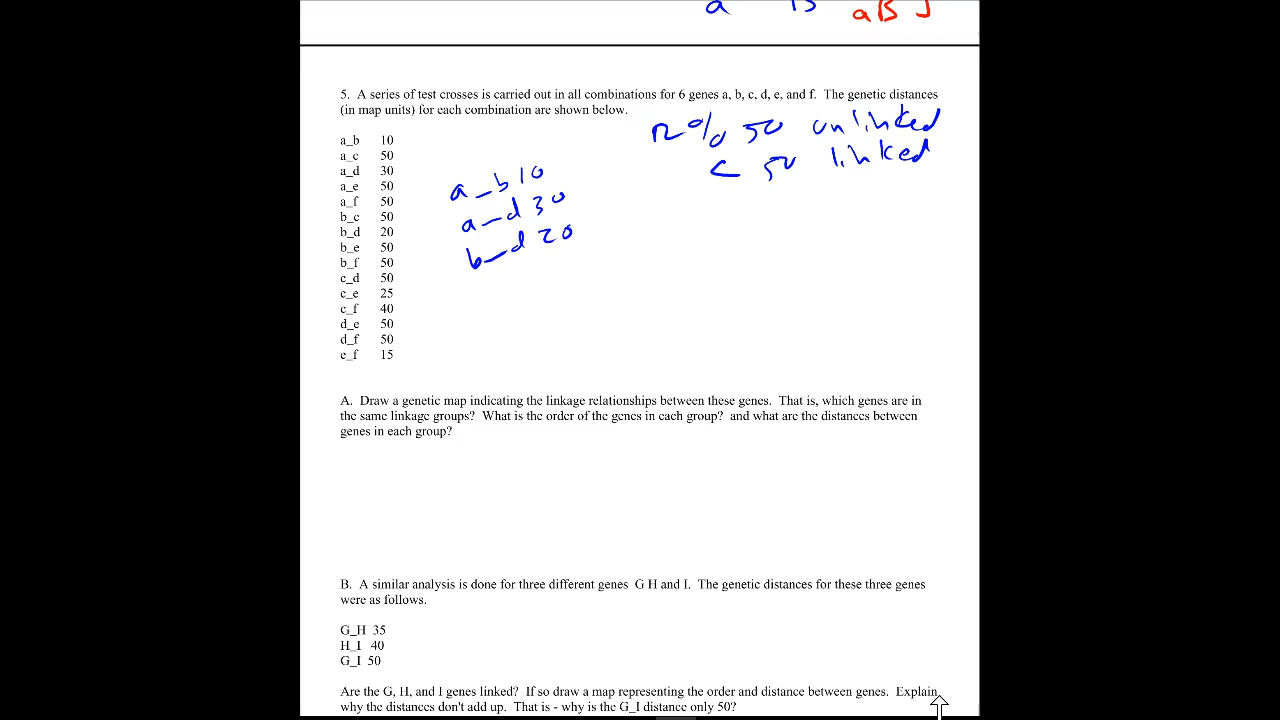 a B aB J
5. A series of test crosses is carried out in all combinations for 6 genes a, b, c, d, e, and f. The genetic distances
(in map units) for each combination are shown below.
R% 50 unlinked
< 50 linked
a_b 10
a_c 50
a_d 30
a_e 50
a_f 50
b_c 50
b_d 20
b_e 50
b_f 50
c_d 50
c_e 25
c_f 40
d_e 50
d_f 50
e_f 15
a_b 10
a_d 30
b_d 20
A. Draw a genetic map indicating the linkage relationships between these genes. That is, which genes are in
the same linkage groups? What is the order of the genes in each group? and what are the distances between
genes in each group?
B. A similar analysis is done for three different genes G H and I. The genetic distances for these three genes
were as follows.
G_H 35
H_I 40
G_I 50
Are the G, H, and I genes linked? If so draw a map representing the order and distance between genes. Explain
why the distances don't add up. That is - why is the G_I distance only 50?